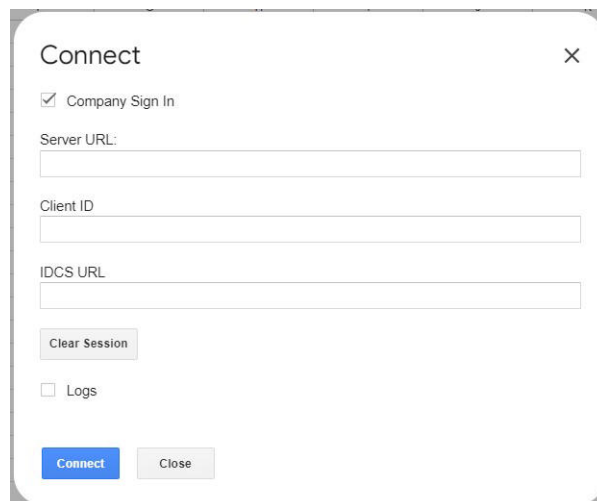 Connect
Company Sign In
Server URL:
Client ID
IDCS URL
Clear Session
Logs
Connect Close